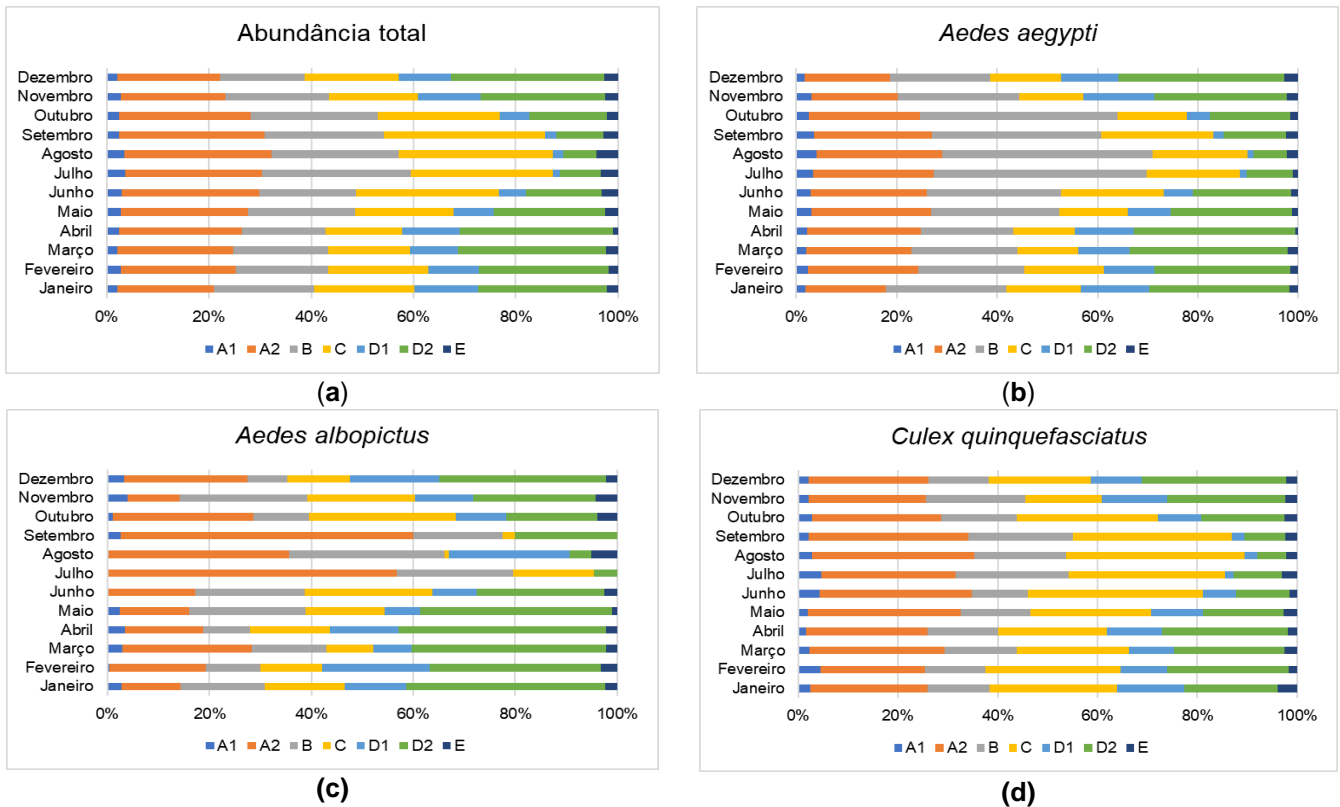 Abundância total
Dezembro
Novembro
Outubro
Setembro
Agosto
Julho
Junho
Maio
Abril
Março
Fevereiro
Janeiro
0% 20% 40% 60% 80% 100%
A1 A2 B C D1 D2 E
(a)
Aedes aegypti
Dezembro
Novembro
Outubro
Setembro
Agosto
Julho
Junho
Maio
Abril
Março
Fevereiro
Janeiro
0% 20% 40% 60% 80% 100%
A1 A2 B C D1 D2 E
(b)
Aedes albopictus
Dezembro
Novembro
Outubro
Setembro
Agosto
Julho
Junho
Maio
Abril
Março
Fevereiro
Janeiro
0% 20% 40% 60% 80% 100%
A1 A2 B C D1 D2 E
(c)
Culex quinquefasciatus
Dezembro
Novembro
Outubro
Setembro
Agosto
Julho
Junho
Maio
Abril
Março
Fevereiro
Janeiro
0% 20% 40% 60% 80% 100%
A1 A2 B C D1 D2 E
(d)